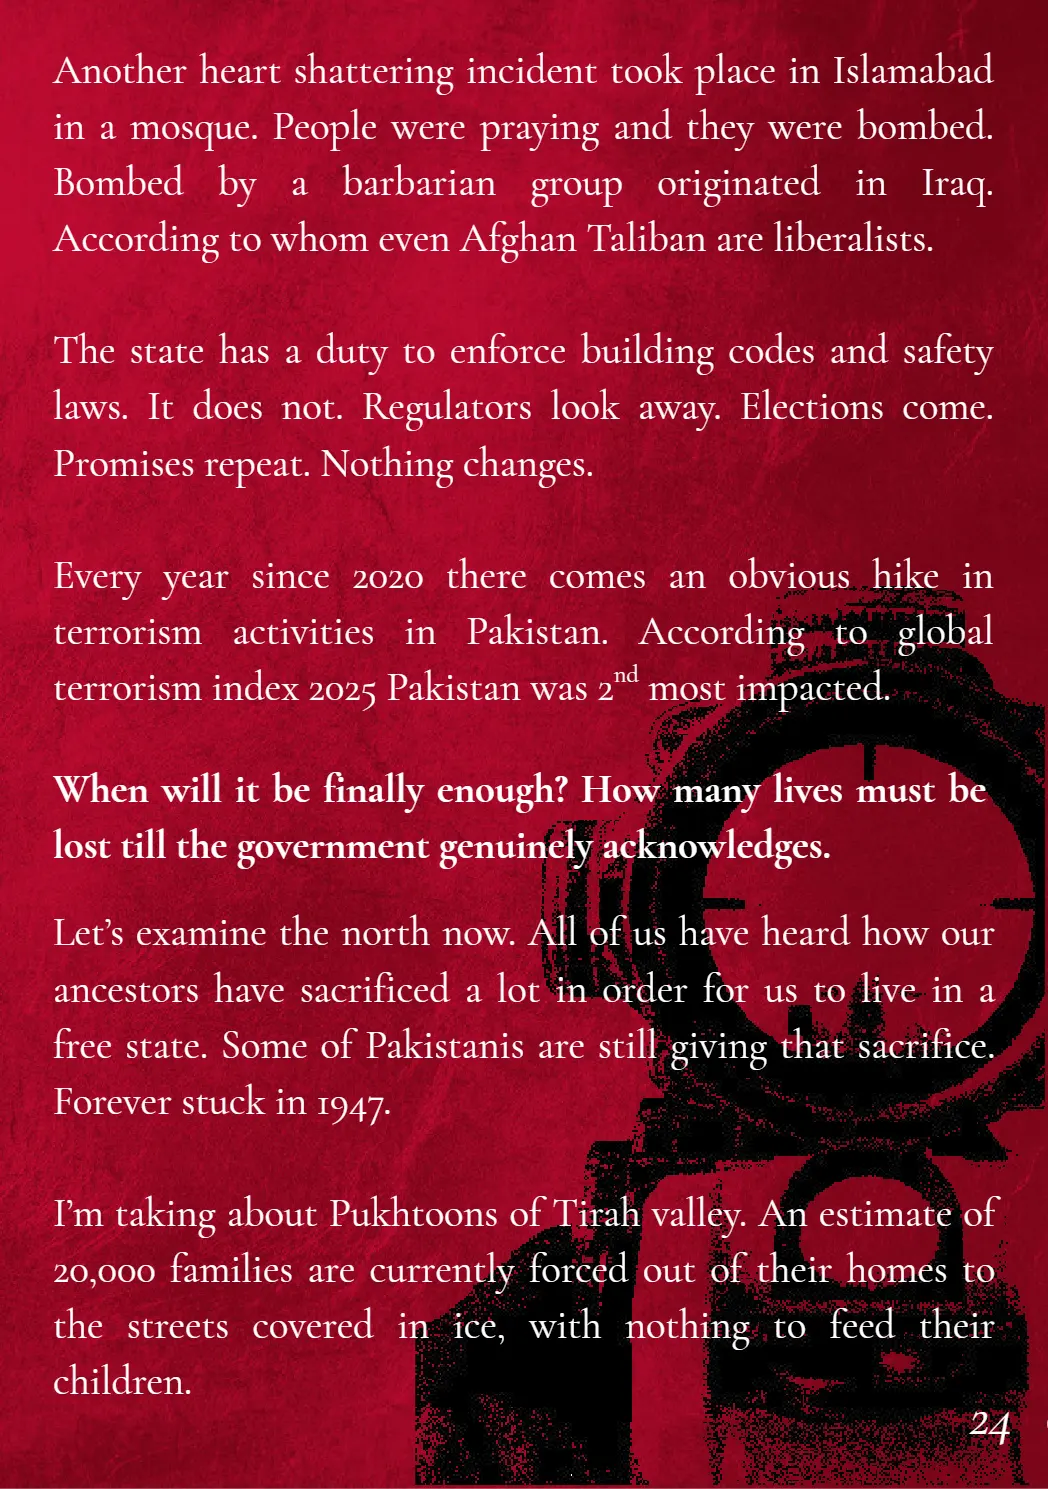 Another heart shattering incident took place in Islamabad
in a mosque. People were praying and they were bombed.
Bombed by a barbarian group originated in Iraq.
According to whom even Afghan Taliban are liberalists.
The state has a duty to enforce building codes and safety
laws. It does not. Regulators look away. Elections come.
Promises repeat. Nothing changes.
Every year since 2020 there comes an obvious hike in
terrorism activities in Pakistan. According to global
terrorism index 2025 Pakistan was 2nd most impacted.
When will it be finally enough? How many lives must be
lost till the government genuinely acknowledges.
Let's examine the north now. All of us have heard how our
ancestors have sacrificed a lot in order for us to live in a
free state. Some of Pakistanis are still giving that sacrifice.
Forever stuck in 1947.
I'm taking about Pukhtoons of Tirah valley. An estimate of
20,000 families are currently forced out of their homes to
the streets covered in ice, with nothing to feed their
children.
24